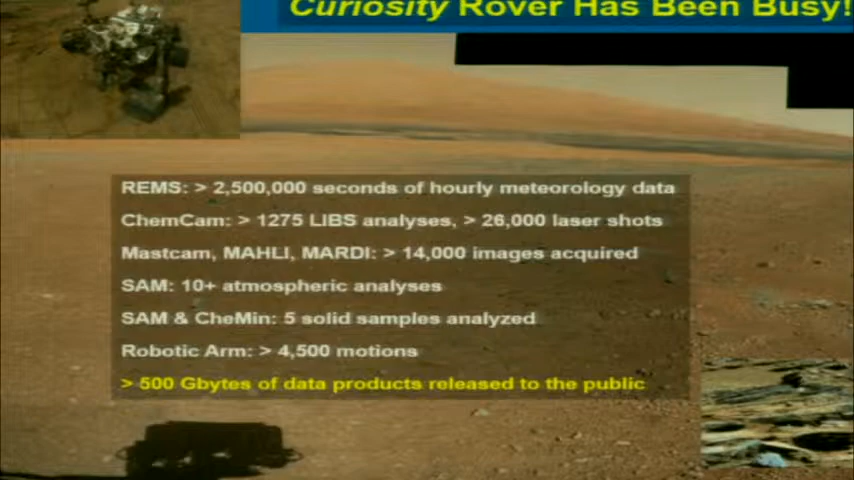 Curiosity Rover Has Been Busy!
REMS: > 2,500,000 seconds of hourly meteorology data
ChemCam: > 1275 LIBS analyses, > 26,000 laser shots
Mastcam, MAHLI, MARDI: > 14,000 images acquired
SAM: 10+ atmospheric analyses
SAM & CheMin: 5 solid samples analyzed
Robotic Arm: > 4,500 motions
> 500 Gbytes of data products released to the public